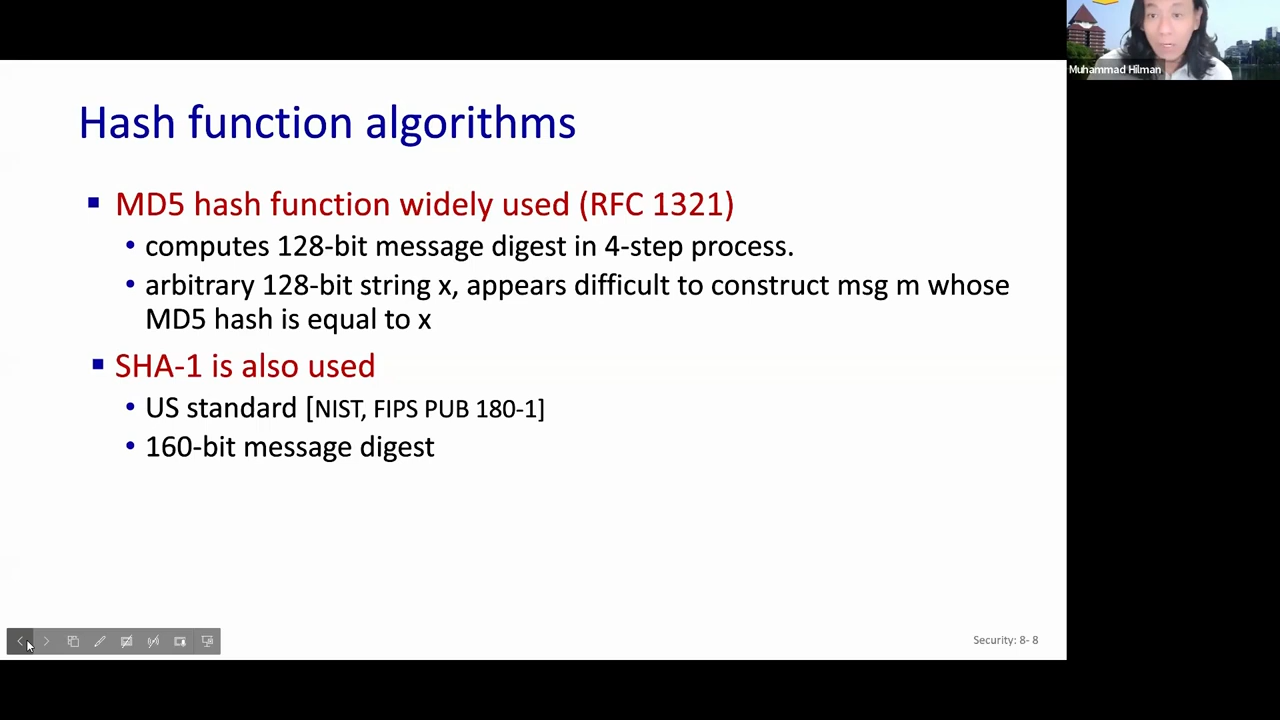 Muhammad Hilman
Hash function algorithms
MD5 hash function widely used (RFC 1321)
computes 128-bit message digest in 4-step process.
arbitrary 128-bit string x, appears difficult to construct msg m whose
MD5 hash is equal to x
SHA-1 is also used
US standard [NIST, FIPS PUB 180-1]
160-bit message digest
Security: 8- 8